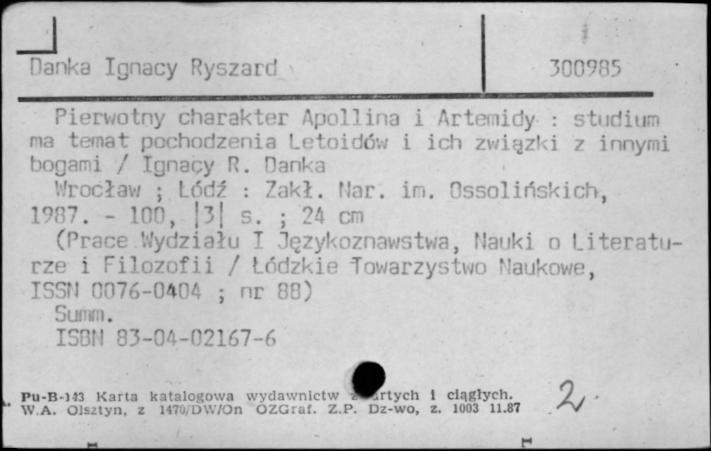 Danka Ignacy Ryszard 300985
Pierwotny charakter Apollina i Artemidy : studium
ma temat pochodzenia Letoidów i ich związki z innymi
bogami / Ignacy R. Danka
Wrocław ; Łódź : Zakł. Nar. im. Ossolińskich,
1987. - 100, |3| s. ; 24 cm
(Prace Wydziału I Językoznawstwa, Nauki o Literatu-
rze i Filozofii / Łódzkie Towarzystwo Naukowe,
ISSN 0076-0404 ; nr 88)
Summ.
ISBN 83-04-02167-6
Pu-B-143 Karta katalogowa wydawnictw z artych i ciągłych.
W.A. Olsztyn, z 1470/DW/On OZGraf. Z.P. Dz-wo, z. 1003 11.87
2.